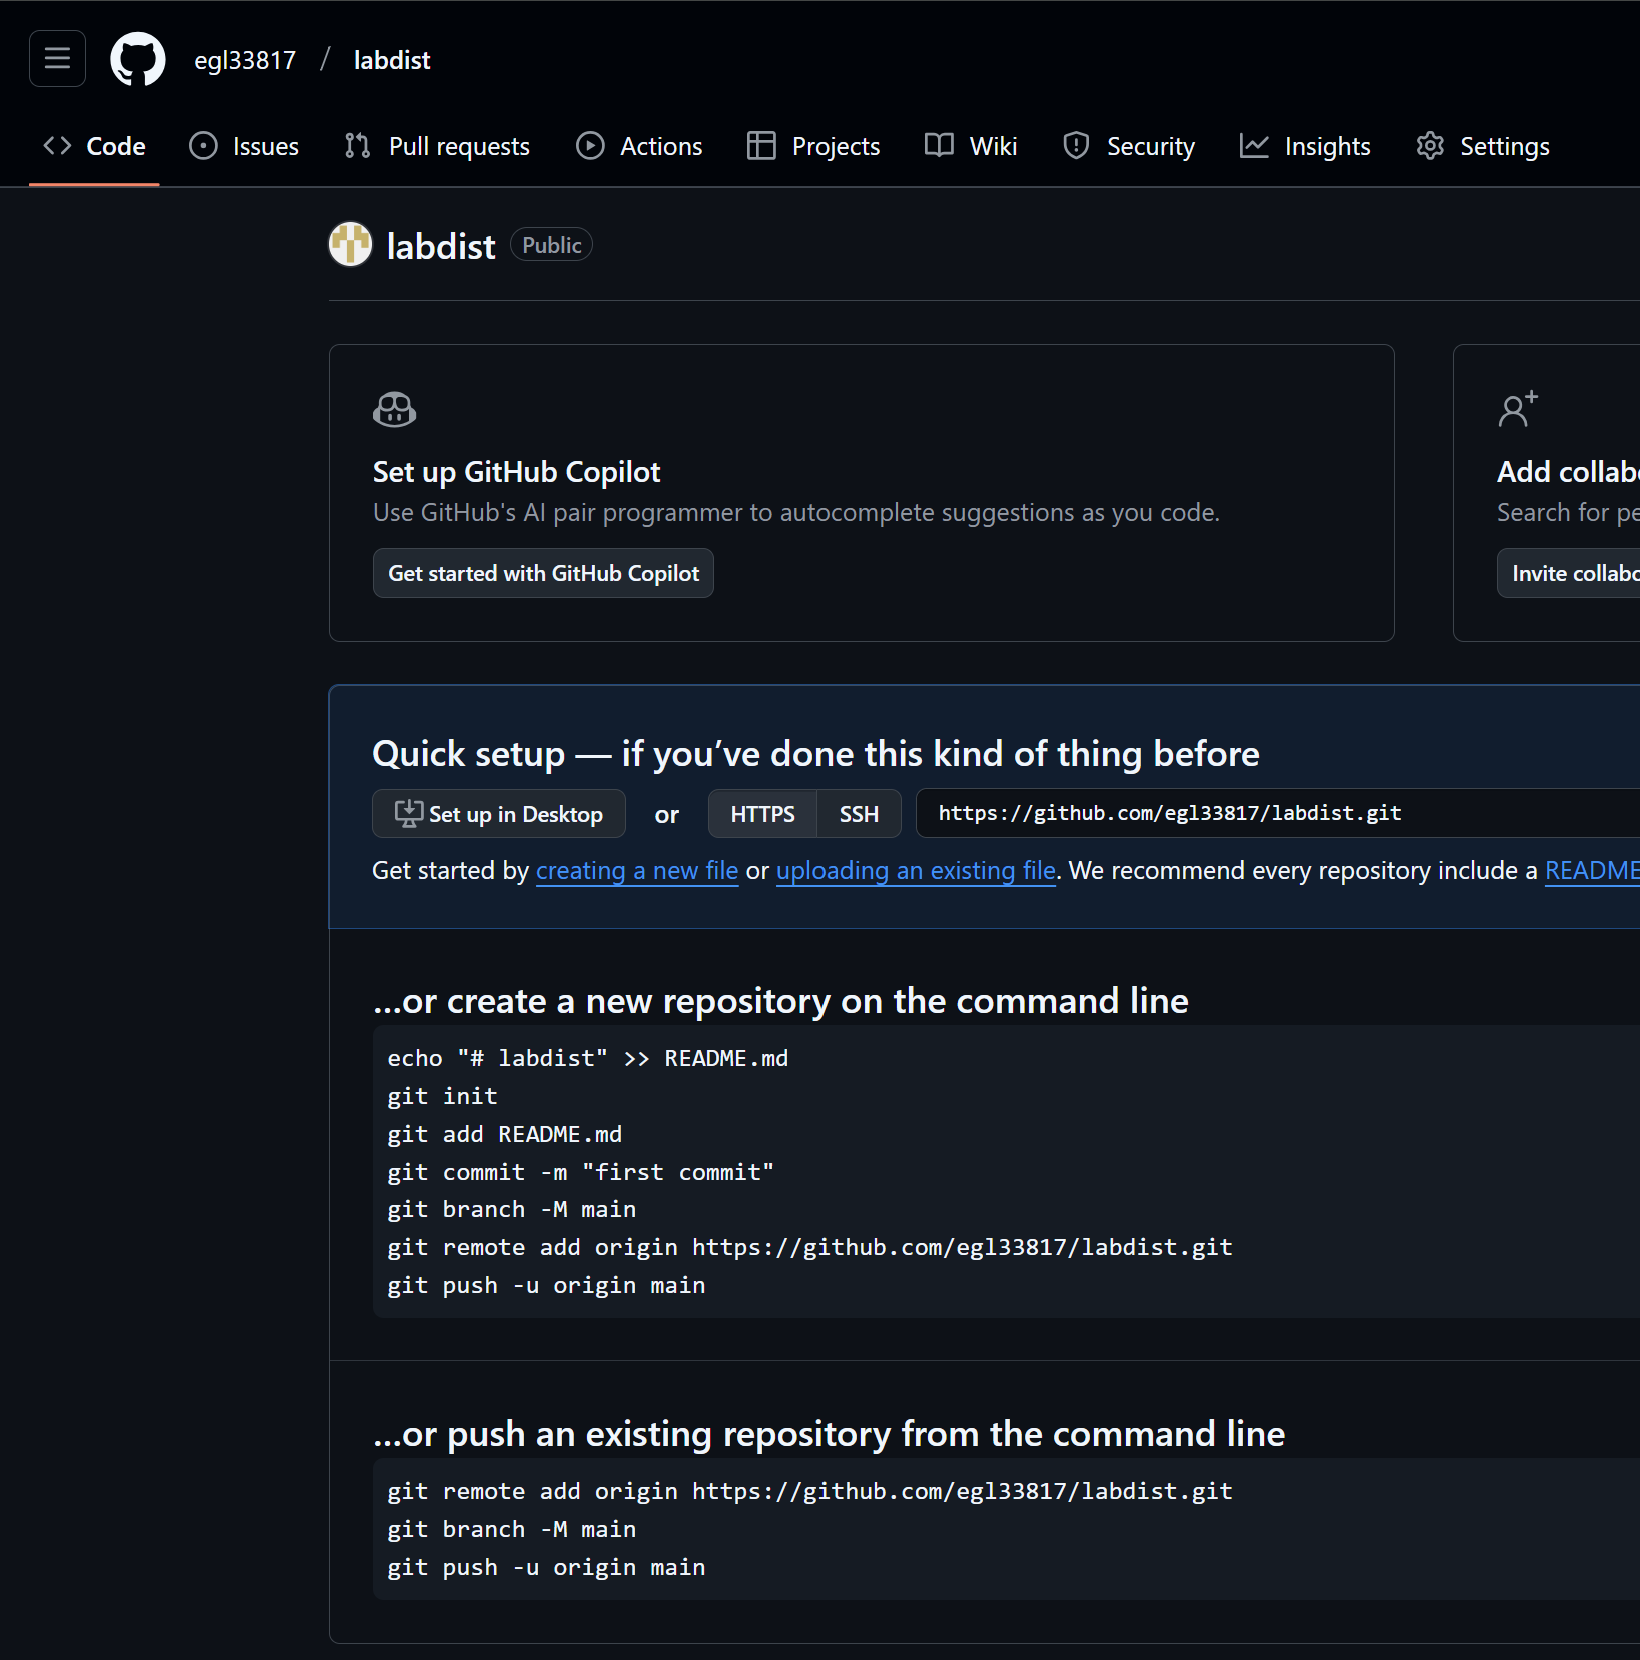 egl33817 / labdist
Code Issues Pull requests Actions Projects Wiki Security Insights Settings
labdist Public
Set up GitHub Copilot
Use GitHub's AI pair programmer to autocomplete suggestions as you code.
Get started with GitHub Copilot
Add collab
Search for pe
Invite collabo
Quick setup — if you’ve done this kind of thing before
Set up in Desktop or HTTPS SSH https://github.com/egl33817/labdist.git
Get started by creating a new file or uploading an existing file. We recommend every repository include a README
…or create a new repository on the command line
echo "# labdist" >> README.md
git init
git add README.md
git commit -m "first commit"
git branch -M main
git remote add origin https://github.com/egl33817/labdist.git
git push -u origin main
…or push an existing repository from the command line
git remote add origin https://github.com/egl33817/labdist.git
git branch -M main
git push -u origin main